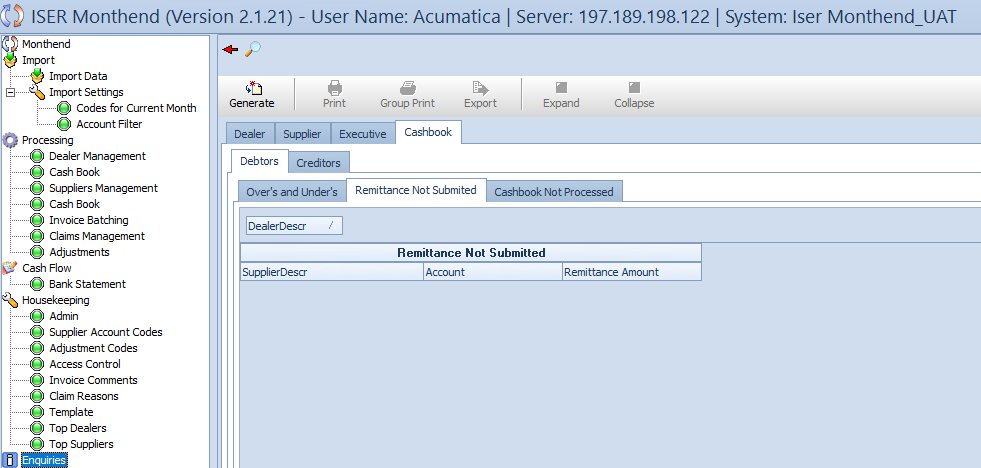 ISER Monthend (Version 2.1.21) - User Name: Acumatica | Server: 197.189.198.122 | System: Iser Monthend_UAT
Monthend
Import
Import Data
Import Settings
Codes for Current Month
Account Filter
Processing
Dealer Management
Cash Book
Suppliers Management
Cash Book
Invoice Batching
Claims Management
Adjustments
Cash Flow
Bank Statement
Housekeeping
Admin
Supplier Account Codes
Adjustment Codes
Access Control
Invoice Comments
Claim Reasons
Template
Top Dealers
Top Suppliers
Enquiries
Generate Print Group Print Export Expand Collapse
Dealer Supplier Executive Cashbook
Debtors Creditors
Over's and Under's Remittance Not Submited Cashbook Not Processed
DealerDescr
Remittance Not Submitted
SupplierDescr Account Remittance Amount